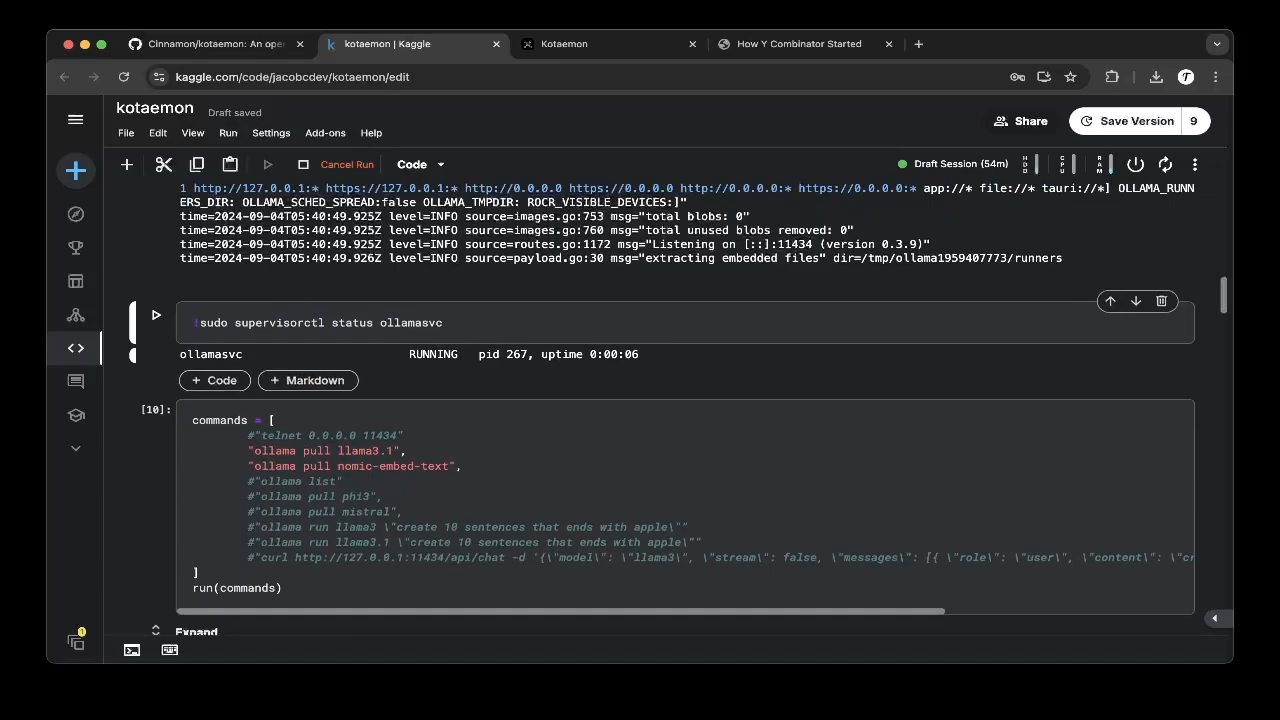 Cinnamon/kotaemon: An ope
kotaemon | Kaggle
Kotaemon
How Y Combinator Started
kaggle.com/code/jacobcdev/kotaemon/edit
kotaemon
Draft saved
File Edit View Run Settings Add-ons Help
Share
Save Version 9
Cancel Run
Code
Draft Session (54m)
HDD
CPU
RAM
1 http://127.0.0.1:* https://127.0.0.1:* http://0.0.0.0 https://0.0.0.0 http://0.0.0.0:* https://0.0.0.0:* app://* file://* tauri://*] OLLAMA_RUNN
ERS_DIR: OLLAMA_SCHED_SPREAD:false OLLAMA_TMPDIR: ROCR_VISIBLE_DEVICES:]"
time=2024-09-04T05:40:49.925Z level=INFO source=images.go:753 msg="total blobs: 0"
time=2024-09-04T05:40:49.925Z level=INFO source=images.go:760 msg="total unused blobs removed: 0"
time=2024-09-04T05:40:49.925Z level=INFO source=routes.go:1172 msg="Listening on [::]:11434 (version 0.3.9)"
time=2024-09-04T05:40:49.926Z level=INFO source=payload.go:30 msg="extracting embedded files" dir=/tmp/ollama1959407773/runners
!sudo supervisorctl status ollamasvc
ollamasvc RUNNING pid 267, uptime 0:00:06
+ Code + Markdown
[10]:
commands = [
#"telnet 0.0.0.0 11434"
"ollama pull llama3.1",
"ollama pull nomic-embed-text",
#"ollama list"
#"ollama pull phi3",
#"ollama pull mistral",
#"ollama run llama3 \"create 10 sentences that ends with apple\""
#"ollama run llama3.1 \"create 10 sentences that ends with apple\""
#"curl http://127.0.0.1:11434/api/chat -d '{\"model\": \"llama3\", \"stream\": false, \"messages\": [{ \"role\": \"user\", \"content\": \"cr
]
run(commands)
Expand
1